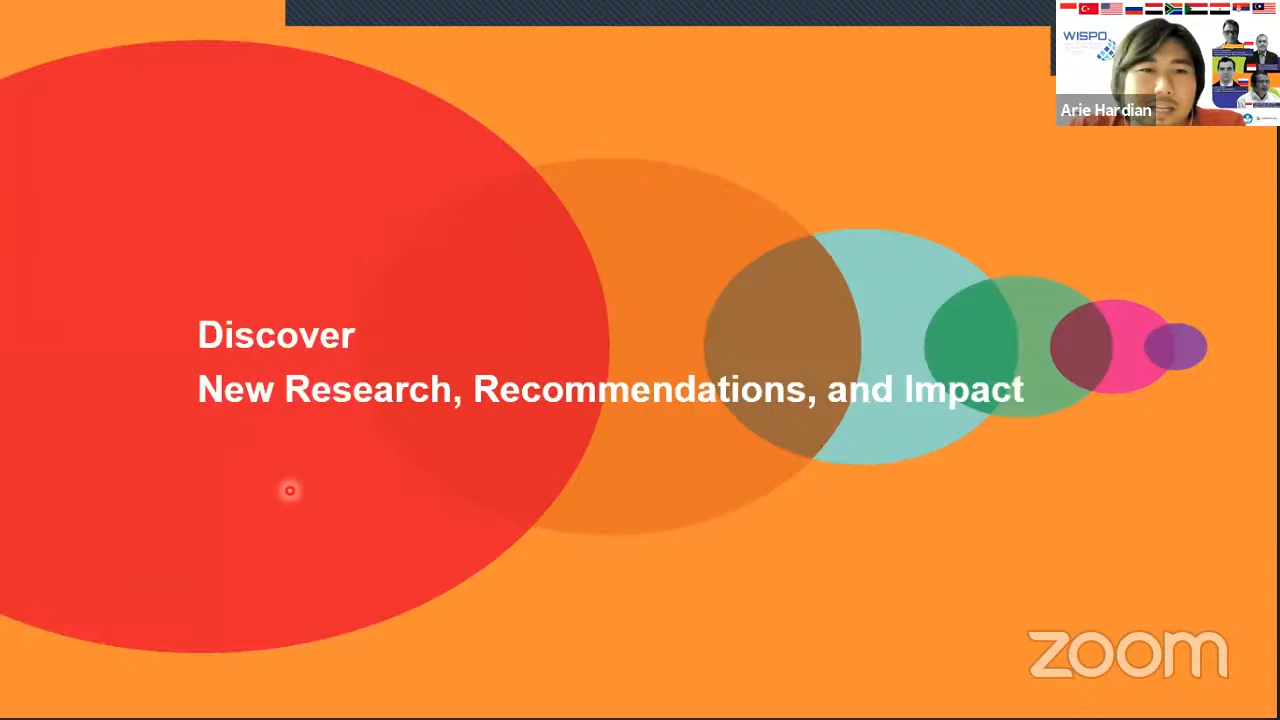 WISPO
Arie Hardian
Discover
New Research, Recommendations, and Impact
zoom